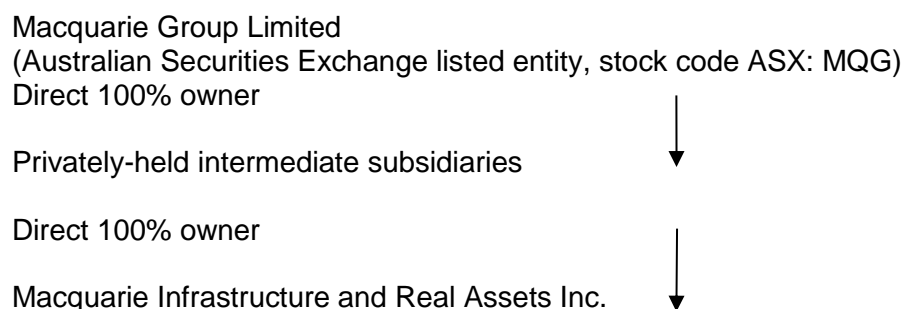 Macquarie Group Limited
(Australian Securities Exchange listed entity, stock code ASX: MQG)
Direct 100% owner
Privately-held intermediate subsidiaries
Direct 100% owner
Macquarie Infrastructure and Real Assets Inc.